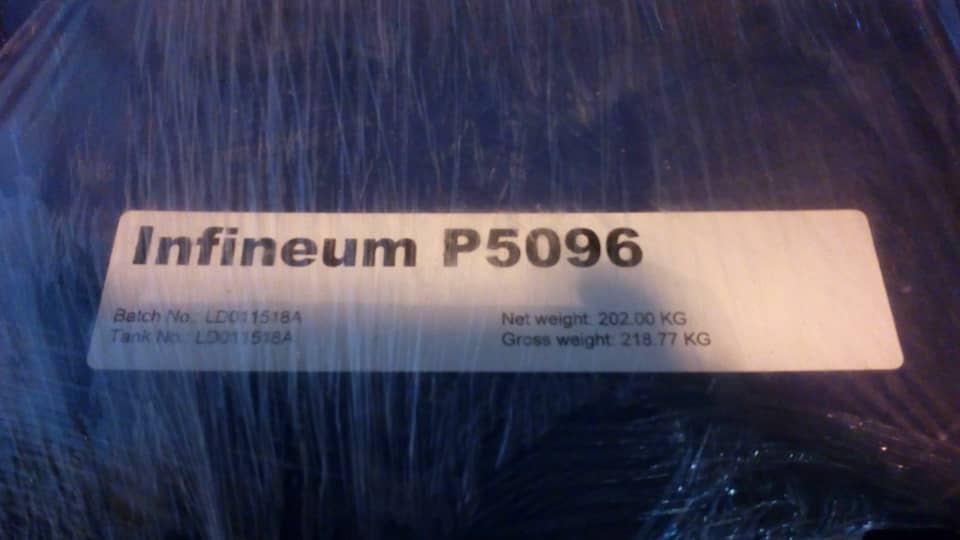 Infineum P5096
Batch No.: LD011518A
Tank No.: LD011518A
Net weight: 202.00 KG
Gross weight: 218.77 KG